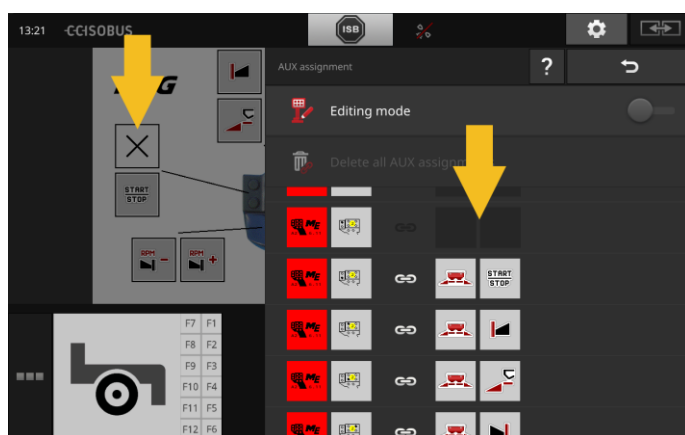 13:21 CCISOBUS
ISB
AUX assignment
?
Editing mode
Delete all AUX
START
STOP
RPM
RPM
START
STOP
F7 F1
F8 F2
F9 F3
F10 F4
F11 F5
F12 F6